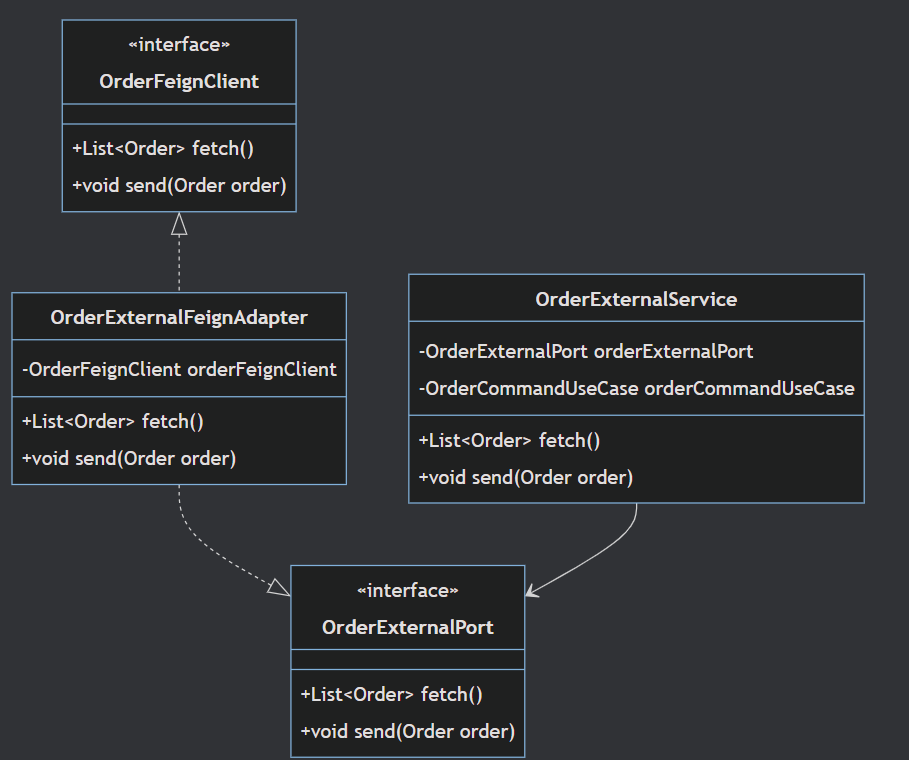 «interface»
OrderFeignClient
+List<Order> fetch()
+void send(Order order)
OrderExternalFeignAdapter
-OrderFeignClient orderFeignClient
+List<Order> fetch()
+void send(Order order)
OrderExternalService
-OrderExternalPort orderExternalPort
-OrderCommandUseCase orderCommandUseCase
+List<Order> fetch()
+void send(Order order)
«interface»
OrderExternalPort
+List<Order> fetch()
+void send(Order order)